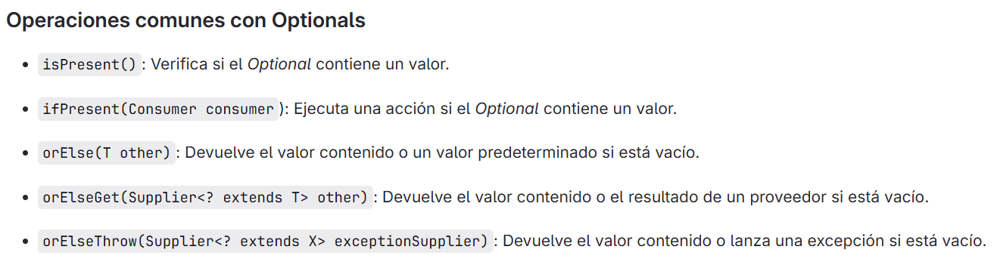 Operaciones comunes con Optionals
• isPresent(): Verifica si el Optional contiene un valor.
• ifPresent(Consumer consumer): Ejecuta una acción si el Optional contiene un valor.
• orElse(T other): Devuelve el valor contenido o un valor predeterminado si está vacío.
• orElseGet(Supplier<? extends T> other): Devuelve el valor contenido o el resultado de un proveedor si está vacío.
• orElseThrow(Supplier<? extends X> exceptionSupplier): Devuelve el valor contenido o lanza una excepción si está vacío.